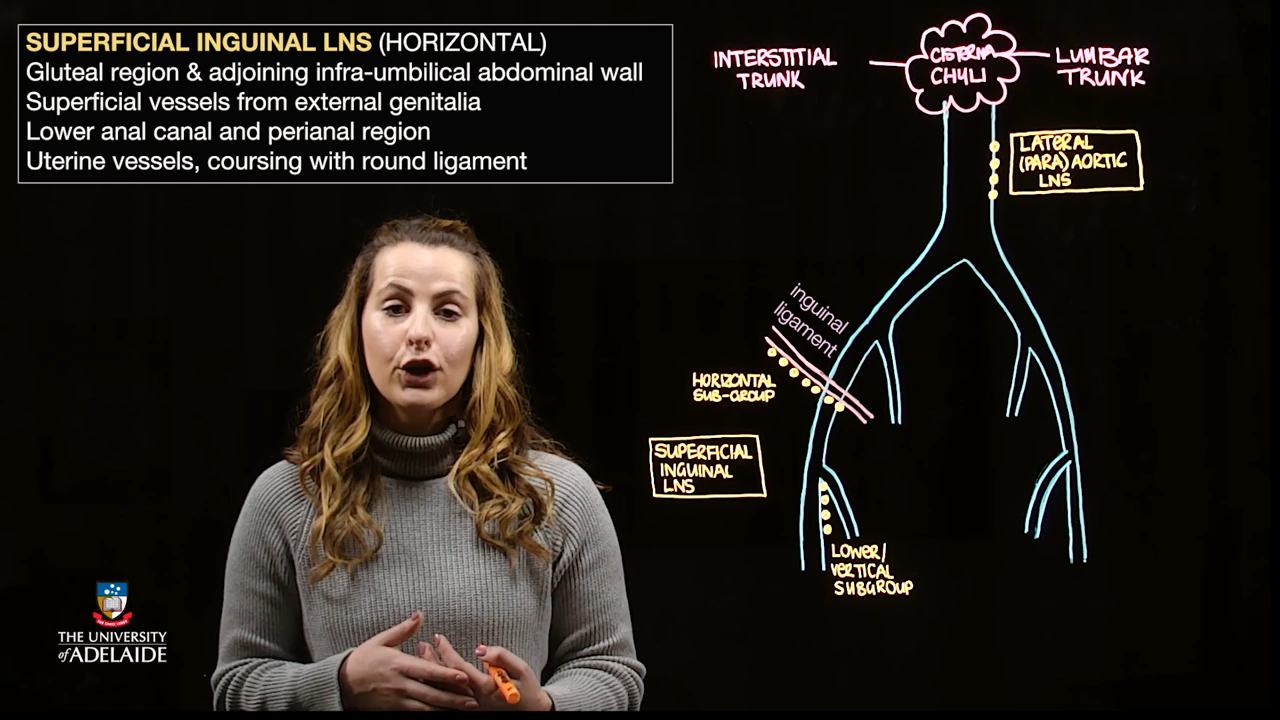 SUPERFICIAL INGUINAL LNS (HORIZONTAL)
Gluteal region & adjoining infra-umbilical abdominal wall
Superficial vessels from external genitalia
Lower anal canal and perianal region
Uterine vessels, coursing with round ligament
INTERSTITIAL
TRUNK
CISTERNA
CHYLI
LUMBAR
TRUNK
LATERAL
(PARA)AORTIC
LNS
inguinal
ligament
HORIZONTAL
SUB-GROUP
SUPERFICIAL
INGUINAL
LNS
LOWER/
VERTICAL
SUBGROUP
THE UNIVERSITY
of ADELAIDE